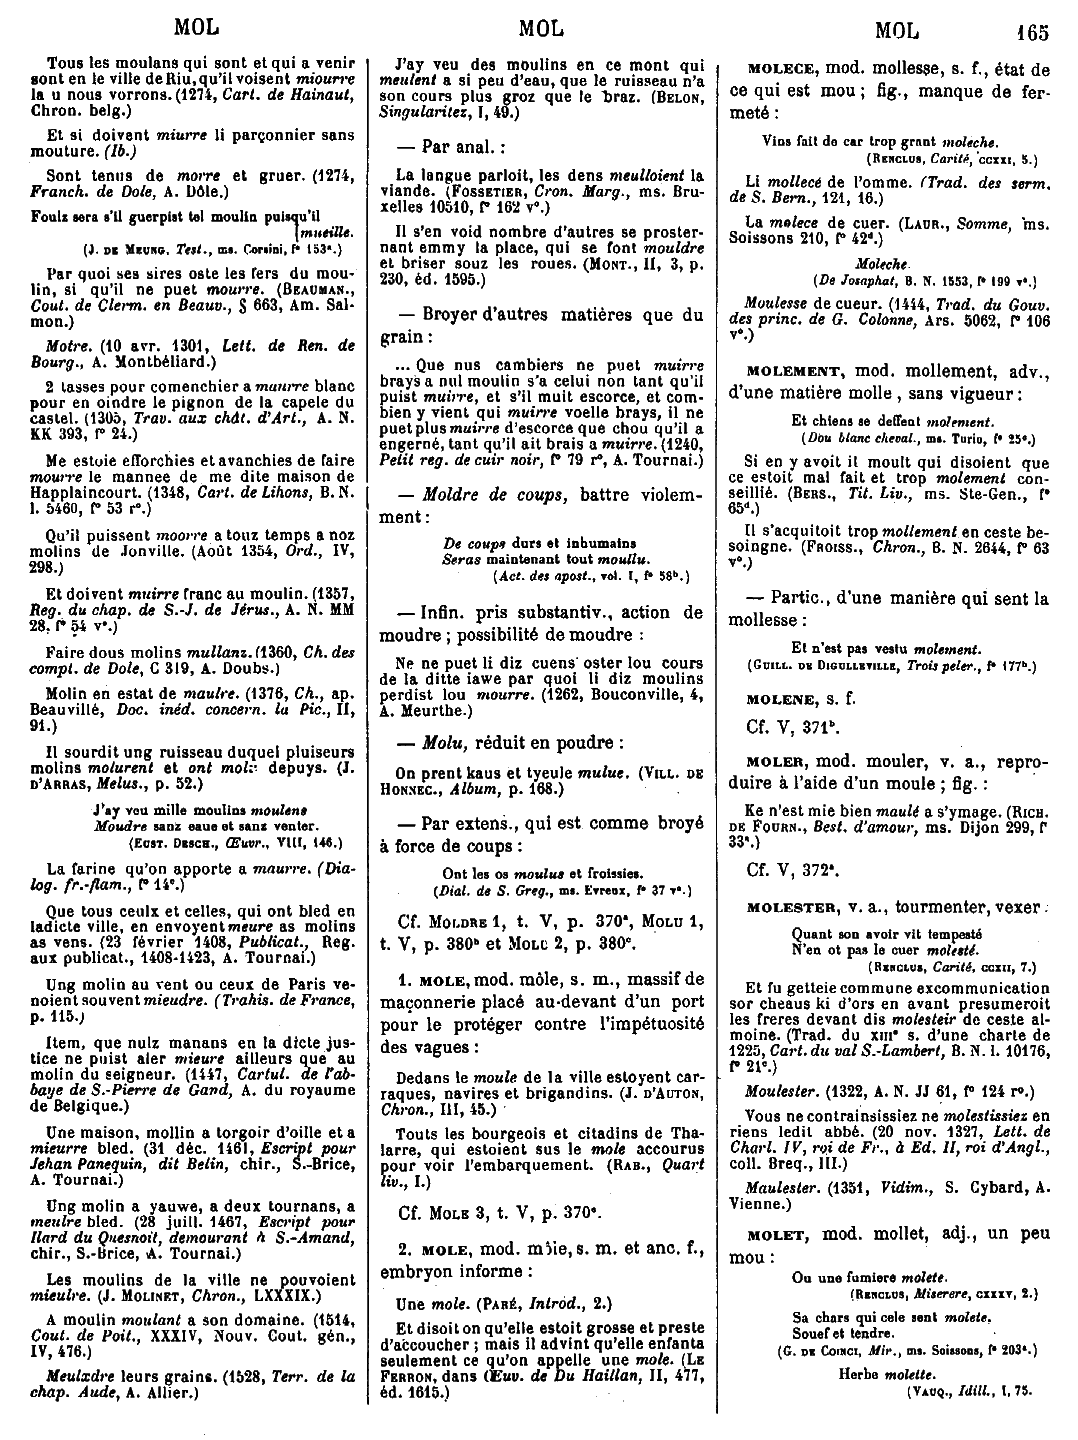 MOL
MOL
MOL 165
Tous les moulans qui sont et qui a venir
sont en le ville de Riu, qu'il voisent miourre
la u nous vorrons. (1274, Cart. de Hainaut,
Chron. belg.)
Et si doivent miurre li parçonnier sans
mouture. (Ib.)
Sont tenus de morre et gruer. (1274,
Franch. de Dole, A. Dôle.)
Foulz sera s'il guerpist tel moulin puisqu'il
[mueille.
(J. DE MEUNG, Test., ms. Corsini, f° 153ª.)
Par quoi ses sires oste les fers du mou-
lin, si qu'il ne puet mourre. (BEAUMAN.,
Cout. de Clerm. en Beauv., § 663, Am. Sal-
mon.)
Motre. (10 avr. 1301, Lett. de Ren. de
Bourg., A. Montbéliard.)
2 tasses pour comenchier a maurre blanc
pour en oindre le pignon de la capele du
castel. (1305, Trav. aux chât. d'Art., A. N.
KK 393, f° 24.)
Me estoie efforchies et avanchies de faire
mourre le mannee de me dite maison de
Happlaincourt. (1348, Cart. de Lihons, B. N.
l. 5460, f° 53 r°.)
Qu'il puissent moorre a touz temps a noz
molins de Jonville. (Août 1354, Ord., IV,
298.)
Et doivent muirre franc au moulin. (1357,
Reg. du chap. de S.-J. de Jérus., A. N. MM
28, f° 54 v°.)
Faire dous molins mullanz. (1360, Ch. des
compt. de Dole, C 319, A. Doubs.)
Molin en estat de maulre. (1376, Ch., ap.
Beauvillé, Doc. inéd. concern. la Pic., II,
91.)
Il sourdit ung ruisseau duquel pluiseurs
molins molurent et ont depuys. (J.
D'ARRAS, Melus., p. 52.)
J'ay veu mille moulins moulens
Moudre sanz eaue et sanz venter.
(EUST. DESCH., Œuvr., VIII, 146.)
La farine qu'on apporte a maurre. (Dia-
log. fr.-flam., f° 14ᶜ.)
Que tous ceulx et celles, qui ont bled en
ladicte ville, en envoyent meure as molins
as vens. (23 février 1408, Publicat., Reg.
aux publicat., 1408-1423, A. Tournai.)
Ung molin au vent ou ceux de Paris ve-
noient souvent mieudre. (Trahis. de France,
p. 115.)
Item, que nulz manans en la dicte jus-
tice ne puist aler mieure ailleurs que au
molin du seigneur. (1447, Cartul. de l'ab-
baye de S.-Pierre de Gand, A. du royaume
de Belgique.)
Une maison, mollin a torgoir d'oille et a
mieurre bled. (31 déc. 1461, Escript pour
Jehan Panequin, dit Belin, chir., S.-Brice,
A. Tournai.)
Ung molin a yauwe, a deux tournans, a
meulre bled. (28 juill. 1467, Escript pour
Ilard du Quesnoit, demourant à S.-Amand,
chir., S.-Brice, A. Tournai.)
Les moulins de la ville ne pouvoient
mieulre. (J. MOLINET, Chron., LXXXIX.)
A moulin moulant a son domaine. (1514,
Cout. de Poit., XXXIV, Nouv. Cout. gén.,
IV, 476.)
Meulxdre leurs grains. (1528, Terr. de la
chap. Aude, A. Allier.)
J'ay veu des moulins en ce mont qui
meulent a si peu d'eau, que le ruisseau n'a
son cours plus groz que le braz. (BELON,
Singularitez, I, 49.)
— Par anal. :
La langue parloit, les dens meulloient la
viande. (FOSSETIER, Cron. Marg., ms. Bru-
xelles 10510, f° 162 v°.)
Il s'en void nombre d'autres se proster-
nant emmy la place, qui se font mouldre
et briser souz les roues. (MONT., II, 3, p.
230, éd. 1595.)
— Broyer d'autres matières que du
grain :
... Que nus cambiers ne puet muirre
brays a nul moulin s'a celui non tant qu'il
puist muirre, et s'il muit escorce, et com-
bien y vient qui muirre voelle brays, il ne
puet plus muirre d'escorce que chou qu'il a
engerné, tant qu'il ait brais a muirre. (1240,
Petit reg. de cuir noir, f° 79 r°, A. Tournai.)
— Moldre de coups, battre violem-
ment :
De coups durs et inhumains
Seras maintenant tout moullu.
(Act. des apost., vol. I, f° 58ᵇ.)
— Infin. pris substantiv., action de
moudre ; possibilité de moudre :
Ne ne puet li diz cuens oster lou cours
de la ditte iawe par quoi li diz moulins
perdist lou mourre. (1262, Bouconville, 4,
A. Meurthe.)
— Molu, réduit en poudre :
On prent kaus et tyeule mulue. (VILL. DE
HONNEC., Album, p. 168.)
— Par extens., qui est comme broyé
à force de coups :
Ont les os moulus et froissies.
(Dial. de S. Greg., ms. Evreux, f° 37 v°.)
Cf. MOLDRE 1, t. V, p. 370ª, MOLU 1,
t. V, p. 380ᵇ et MOLU 2, p. 380ᶜ.
1. MOLE, mod. môle, s. m., massif de
maçonnerie placé au-devant d'un port
pour le protéger contre l'impétuosité
des vagues :
Dedans le moule de la ville estoyent car-
raques, navires et brigandins. (J. D'AUTON,
Chron., III, 45.)
Touts les bourgeois et citadins de Tha-
larre, qui estoient sus le mole accourus
pour voir l'embarquement. (RAB., Quart
liv., I.)
Cf. MOLE 3, t. V, p. 370ᶜ.
2. MOLE, mod. môle, s. m. et anc. f.,
embryon informe :
Une mole. (PARÉ, Introd., 2.)
Et disoit on qu'elle estoit grosse et preste
d'accoucher ; mais il advint qu'elle enfanta
seulement ce qu'on appelle une mole. (LE
FERRON, dans Œuv. de Du Haillan, II, 477,
éd. 1615.)
MOLECE, mod. mollesse, s. f., état de
ce qui est mou ; fig., manque de fer-
meté :
Vins fait de car trop grant moleche.
(RENCLUS, Carité, CCXXI, 5.)
Li mollece de l'omme. (Trad. des serm.
de S. Bern., 121, 16.)
La molece de cuer. (LAUR., Somme, ms.
Soissons 210, f° 42ᵈ.)
Moleche.
(De Josaphat, B. N. 1553, f° 199 v°.)
Moulesse de cueur. (1444, Trad. du Gouv.
des princ. de G. Colonne, Ars. 5062, f° 106
v°.)
MOLEMENT, mod. mollement, adv.,
d'une matière molle, sans vigueur :
Et chiens se deffent molement.
(Dou blanc cheval., ms. Turin, f° 25ᵃ.)
Si en y avoit il moult qui disoient que
ce estoit mal fait et trop molement con-
seillié. (BERS., Tit. Liv., ms. Ste-Gen., f°
65ᵈ.)
Il s'acquitoit trop mollement en ceste be-
soingne. (FROISS., Chron., B. N. 2644, f° 63
v°.)
— Partic., d'une manière qui sent la
mollesse :
Et n'est pas vestu molement.
(GUILL. DE DIGULLEVILLE, Trois peler., f° 177ᵇ.)
MOLENE, s. f.
Cf. V, 371ᵇ.
MOLER, mod. mouler, v. a., repro-
duire à l'aide d'un moule ; fig. :
Ke n'est mie bien maulé a s'ymage. (RICH.
DE FOURN., Best. d'amour, ms. Dijon 299, f°
33ᵃ.)
Cf. V, 372ᵃ.
MOLESTER, v. a., tourmenter, vexer :
Quant son avoir vit tempesté
N'en ot pas le cuer molesté.
(RENCLUS, Carité, CCXII, 7.)
Et fu getteie commune excommunication
sor cheaus ki d'ors en avant presumeroit
les freres devant dis molesteir de ceste al-
moine. (Trad. du XIIIᵉ s. d'une charte de
1225, Cart. du val S.-Lambert, B. N. l. 10176,
f° 21ᶜ.)
Moulester. (1322, A. N. JJ 61, f° 124 r°.)
Vous ne contrainsissiez ne molestissiez en
riens ledit abbé. (20 nov. 1327, Lett. de
Charl. IV, roi de Fr., à Ed. II, roi d'Angl.,
coll. Breq., III.)
Maulester. (1351, Vidim., S. Cybard, A.
Vienne.)
MOLET, mod. mollet, adj., un peu
mou :
Ou une fumiere molete.
(RENCLUS, Miserere, CXXXV, 2.)
Sa chars qui cele sent molete,
Souef et tendre.
(G. DE COINCI, Mir., ms. Soissons, f° 203ᵃ.)
Herbe molette.
(VAUQ., Idill., I, 75.